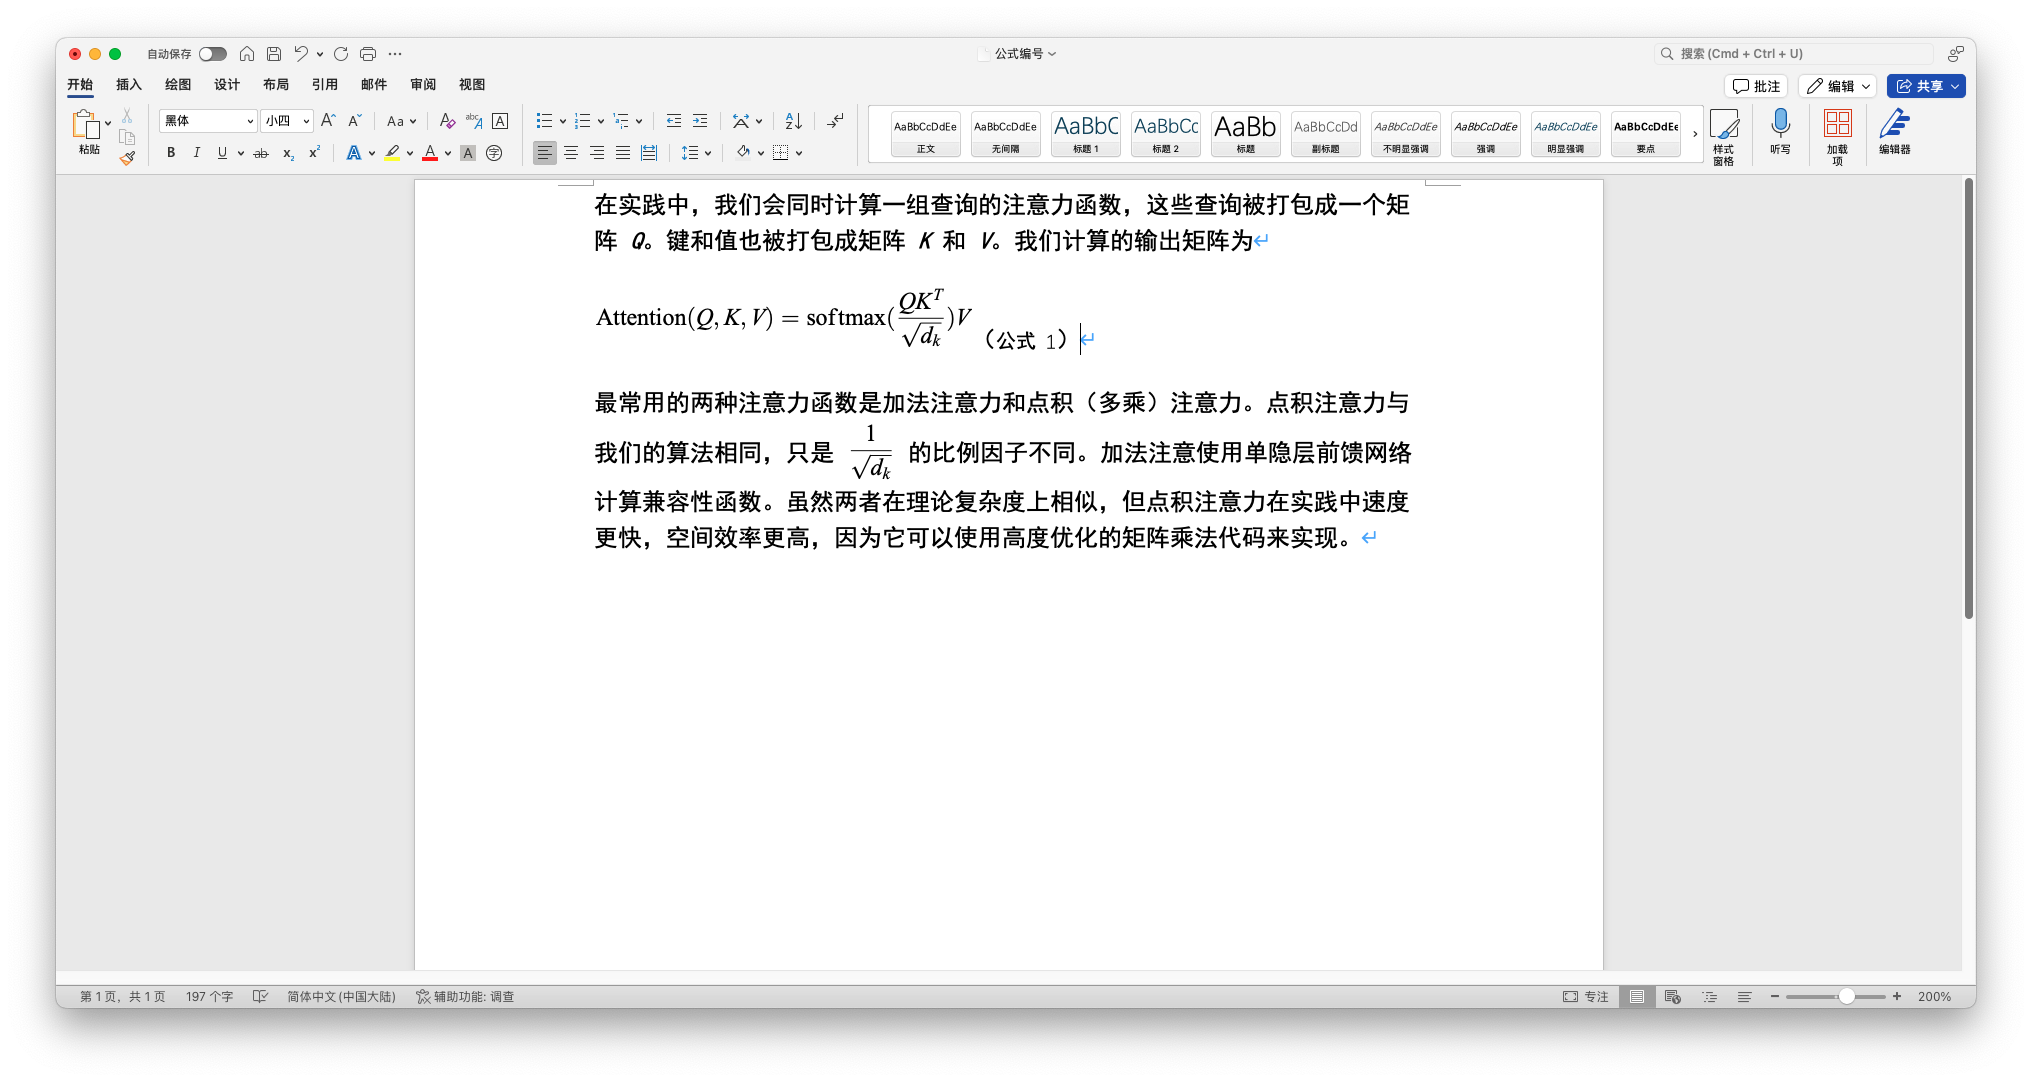 自动保存
公式编号
搜索 (Cmd + Ctrl + U)
开始 插入 绘图 设计 布局 引用 邮件 审阅 视图
批注 编辑 共享
粘贴
黑体 小四
AaBbCcDdEe AaBbCcDdEe AaBbC AaBbCc AaBb AaBbCcDd AaBbCcDdEe AaBbCcDdEe AaBbCcDdEe AaBbCcDdEe
正文 无间隔 标题 1 标题 2 标题 副标题 不明显强调 强调 明显强调 要点
样式
窗格
听写
加载
项
编辑器
在实践中，我们会同时计算一组查询的注意力函数，这些查询被打包成一个矩
阵 Q。键和值也被打包成矩阵 K 和 V。我们计算的输出矩阵为
Attention(Q, K, V) = softmax(QK^T/√d_k)V （公式 1）
最常用的两种注意力函数是加法注意力和点积（多乘）注意力。点积注意力与
我们的算法相同，只是 1/√d_k 的比例因子不同。加法注意使用单隐层前馈网络
计算兼容性函数。虽然两者在理论复杂度上相似，但点积注意力在实践中速度
更快，空间效率更高，因为它可以使用高度优化的矩阵乘法代码来实现。
第 1 页，共 1 页 197 个字 简体中文 (中国大陆) 辅助功能: 调查
专注 200%